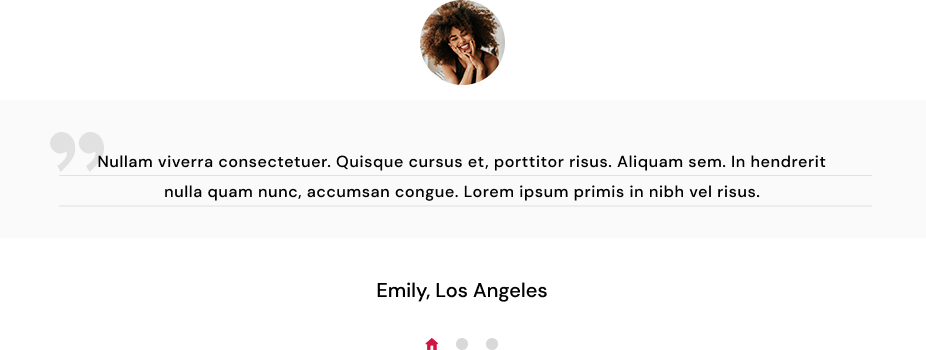 Nullam viverra consectetuer. Quisque cursus et, porttitor risus. Aliquam sem. In hendrerit
nulla quam nunc, accumsan congue. Lorem ipsum primis in nibh vel risus.
Emily, Los Angeles